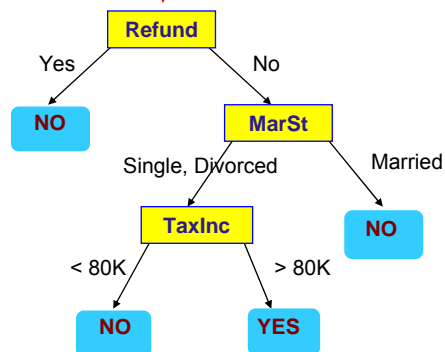 Refund
Yes
No
NO
MarSt
Single, Divorced
Married
TaxInc
NO
< 80K
> 80K
NO
YES